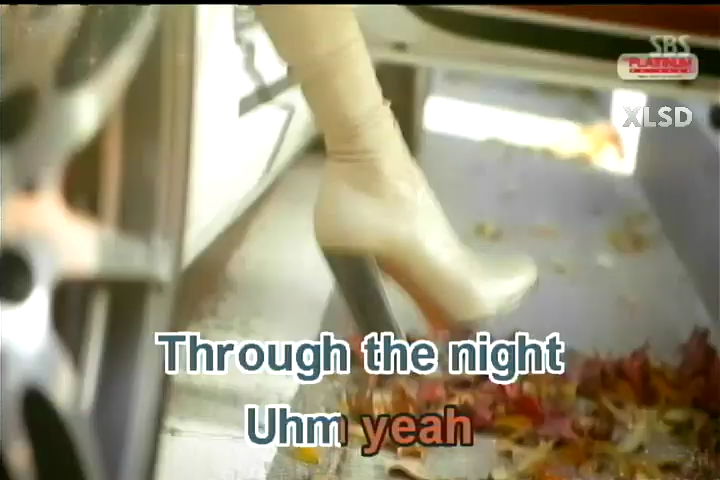 SBS
PLATINUM
XLSD
Through the night
Uhm yeah